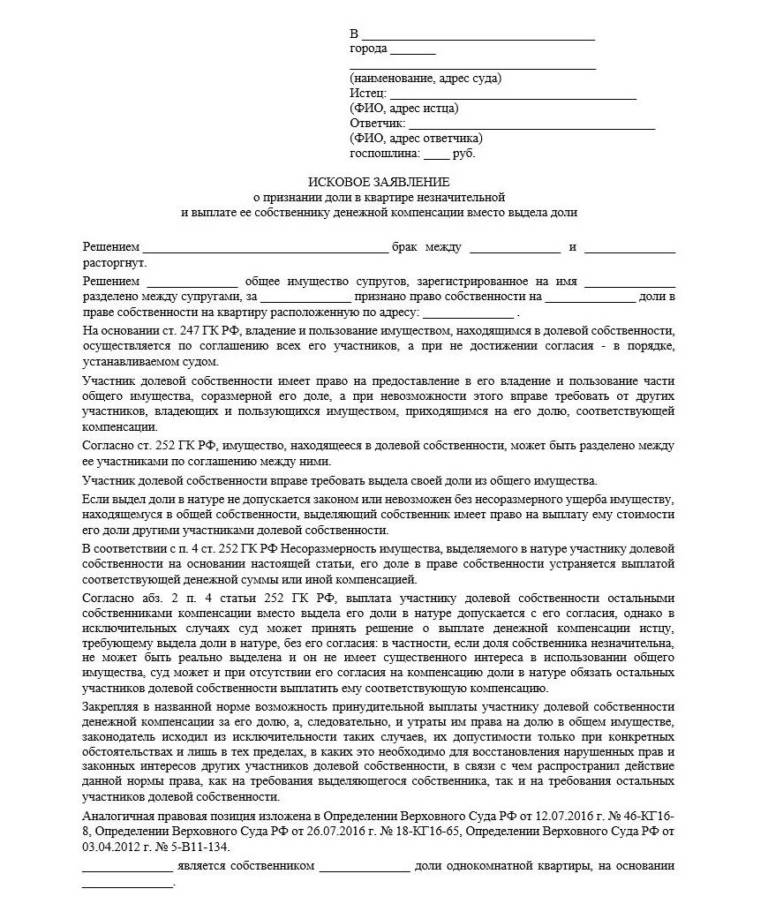 В ____________________________________
города _______
______________________________________
(наименование, адрес суда)
Истец: ______________________________________
(ФИО, адрес истца)
Ответчик: ______________________________________
(ФИО, адрес ответчика)
госпошлина: ____ руб.
ИСКОВОЕ ЗАЯВЛЕНИЕ
о признании доли в квартире незначительной
и выплате ее собственнику денежной компенсации вместо выдела доли
Решением ______________________________________ брак между ______________ и ______________
расторгнут.
Решением ______________ общее имущество супругов, зарегистрированное на имя ______________
разделено между супругами, за ______________ признано право собственности на ______________ доли в
праве собственности на квартиру расположенную по адресу: ______________ .
На основании ст. 247 ГК РФ, владение и пользование имуществом, находящимся в долевой собственности,
осуществляется по соглашению всех его участников, а при не достижении согласия - в порядке,
устанавливаемом судом.
Участник долевой собственности имеет право на предоставление в его владение и пользование части
общего имущества, соразмерной его доле, а при невозможности этого вправе требовать от других
участников, владеющих и пользующихся имуществом, приходящимся на его долю, соответствующей
компенсации.
Согласно ст. 252 ГК РФ, имущество, находящееся в долевой собственности, может быть разделено между
ее участниками по соглашению между ними.
Участник долевой собственности вправе требовать выдела своей доли из общего имущества.
Если выдел доли в натуре не допускается законом или невозможен без несоразмерного ущерба имуществу,
находящемуся в общей собственности, выделяющий собственник имеет право на выплату ему стоимости
его доли другими участниками долевой собственности.
В соответствии с п. 4 ст. 252 ГК РФ Несоразмерность имущества, выделяемого в натуре участнику долевой
собственности на основании настоящей статьи, его доле в праве собственности устраняется выплатой
соответствующей денежной суммы или иной компенсацией.
Согласно абз. 2 п. 4 статьи 252 ГК РФ, выплата участнику долевой собственности остальными
собственниками компенсации вместо выдела его доли в натуре допускается с его согласия, однако в
исключительных случаях суд может принять решение о выплате денежной компенсации истцу,
требующему выдела доли в натуре, без его согласия: в частности, если доля собственника незначительна,
не может быть реально выделена и он не имеет существенного интереса в использовании общего
имущества, суд может и при отсутствии его согласия на компенсацию доли в натуре обязать остальных
участников долевой собственности выплатить ему соответствующую компенсацию.
Закрепляя в названной норме возможность принудительной выплаты участнику долевой собственности
денежной компенсации за его долю, а, следовательно, и утраты им права на долю в общем имуществе,
законодатель исходил из исключительности таких случаев, их допустимости только при конкретных
обстоятельствах и лишь в тех пределах, в каких это необходимо для восстановления нарушенных прав и
законных интересов других участников долевой собственности, в связи с чем распространил действие
данной нормы права, как на требования выделяющегося собственника, так и на требования остальных
участников долевой собственности.
Аналогичная правовая позиция изложена в Определении Верховного Суда РФ от 12.07.2016 г. № 46-КГ16-
8, Определении Верховного Суда РФ от 26.07.2016 г. № 18-КГ16-65, Определении Верховного Суда РФ от
03.04.2012 г. № 5-В11-134.
______________ является собственником ______________ доли однокомнатной квартиры, на основании
______________.